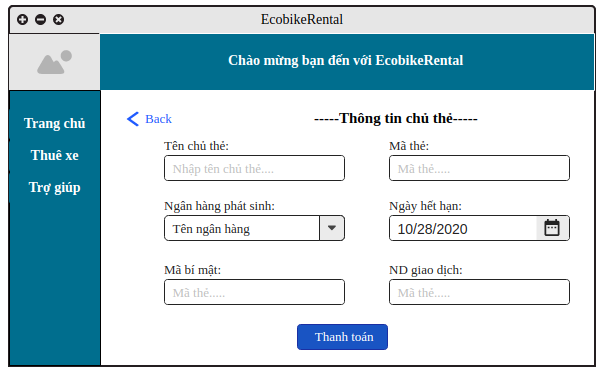 EcobikeRental
Chào mừng bạn đến với EcobikeRental
Trang chủ
Thuê xe
Trợ giúp
Back
-----Thông tin chủ thẻ-----
Tên chủ thẻ:
Nhập tên chủ thẻ....
Mã thẻ:
Mã thẻ.....
Ngân hàng phát sinh:
Tên ngân hàng
Ngày hết hạn:
10/28/2020
Mã bí mật:
Mã thẻ.....
ND giao dịch:
Mã thẻ.....
Thanh toán